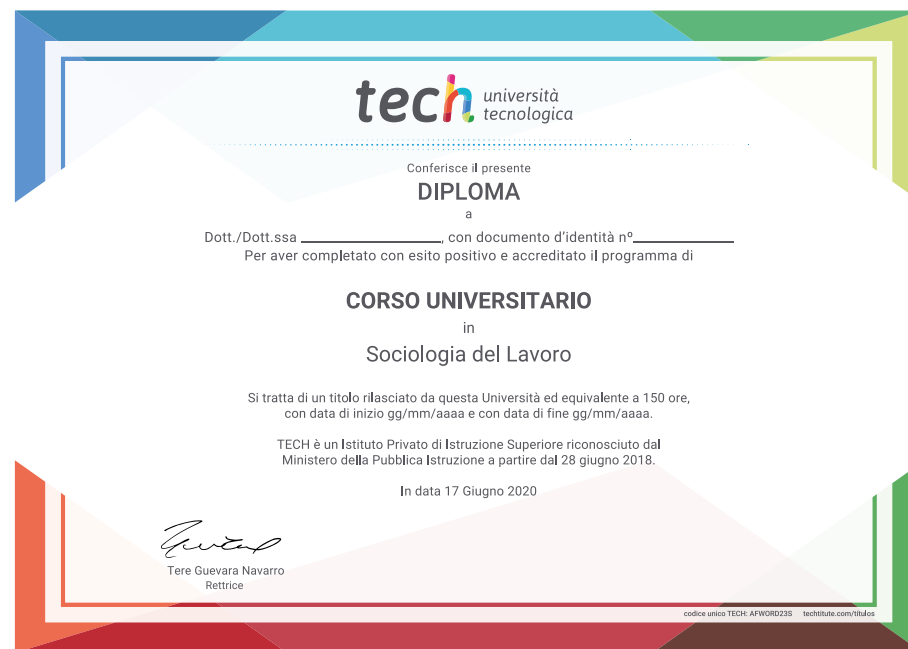 tech università
tecnologica
Conferisce il presente
DIPLOMA
a
Dott./Dott.ssa ____________________, con documento d'identità nº______________
Per aver completato con esito positivo e accreditato il programma di
CORSO UNIVERSITARIO
in
Sociologia del Lavoro
Si tratta di un titolo rilasciato da questa Università ed equivalente a 150 ore,
con data di inizio gg/mm/aaaa e con data di fine gg/mm/aaaa.
TECH è un Istituto Privato di Istruzione Superiore riconosciuto dal
Ministero della Pubblica Istruzione a partire dal 28 giugno 2018.
In data 17 Giugno 2020
Tere Guevara Navarro
Rettrice
codice unico TECH: AFWORD23S techtitute.com/titulos